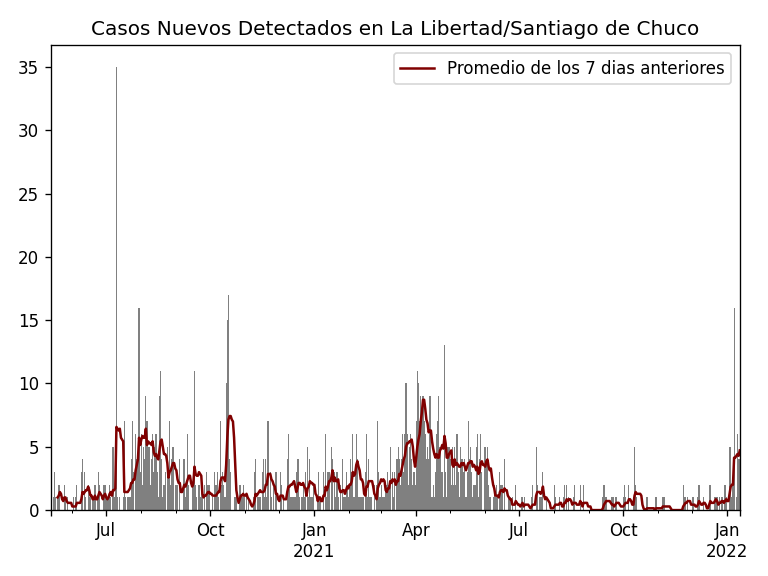 Casos Nuevos Detectados en La Libertad/Santiago de Chuco
Promedio de los 7 dias anteriores
35
30
25
20
15
10
5
0
Jul
Oct
Jan
2021
Apr
Jul
Oct
Jan
2022